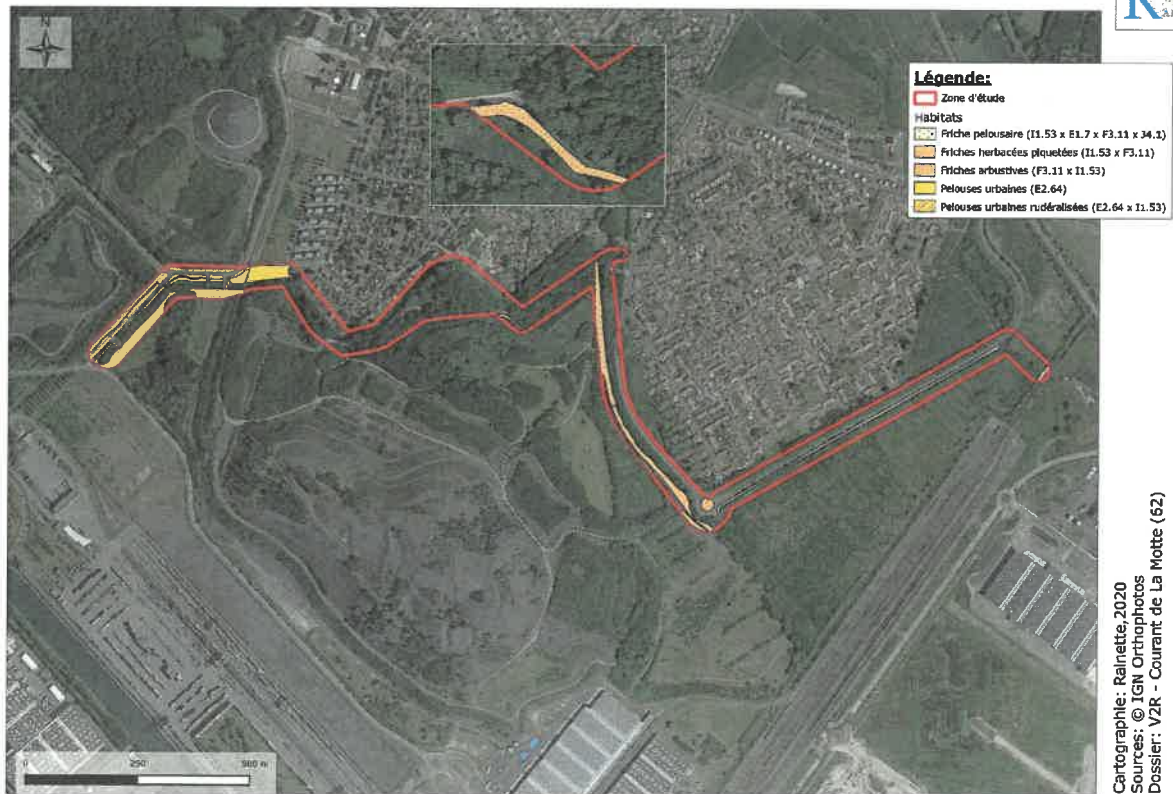 N
Légende:
Zone d'étude
Habitats
Friche pelousaire (I1.53 x E1.7 x F3.11 x J4.1)
Friches herbacées piquetées (I1.53 x F3.11)
Friches arbustives (F3.11 x I1.53)
Pelouses urbaines (E2.64)
Pelouses urbaines rudéralisées (E2.64 x I1.53)
0 250 500 m
Cartographie: Rainette,2020
Sources: © IGN Orthophotos
Dossier: V2R - Courant de La Motte (62)